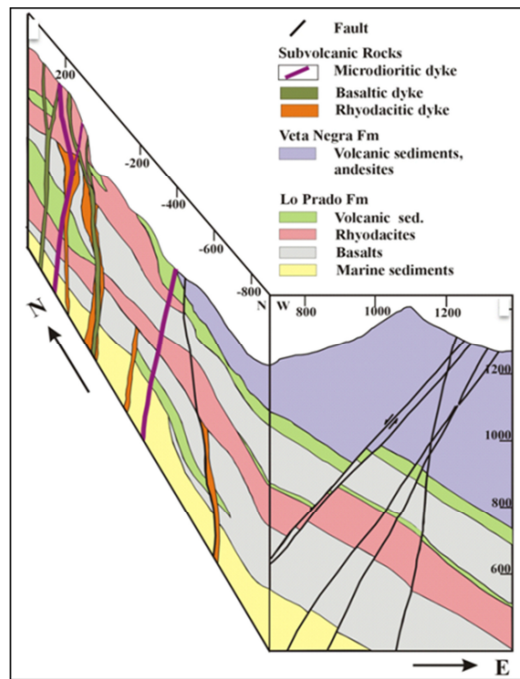 Fault
Subvolcanic Rocks
Microdioritic dyke
Basaltic dyke
Rhyodacitic dyke
Veta Negra Fm
Volcanic sediments,
andesites
Lo Prado Fm
Volcanic sed.
Rhyodacites
Basalts
Marine sediments
200
-200
-400
-600
-800
N W
800
1000
1200
1200
1000
800
600
N
E